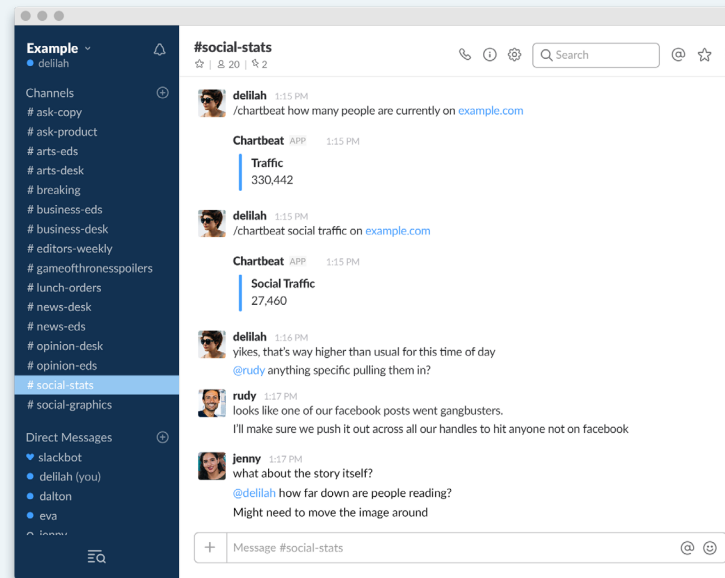 Example
delilah
Channels
# ask-copy
# ask-product
# arts-eds
# arts-desk
# breaking
# business-eds
# business-desk
# editors-weekly
# gameofthronesspoilers
# lunch-orders
# news-desk
# news-eds
# opinion-desk
# opinion-eds
# social-stats
# social-graphics
Direct Messages
slackbot
delilah (you)
dalton
eva
#social-stats
20 | 2
Search
delilah 1:15 PM
/chartbeat how many people are currently on example.com
Chartbeat APP 1:15 PM
Traffic
330,442
delilah 1:15 PM
/chartbeat social traffic on example.com
Chartbeat APP 1:15 PM
Social Traffic
27,460
delilah 1:16 PM
yikes, that's way higher than usual for this time of day
@rudy anything specific pulling them in?
rudy 1:17 PM
looks like one of our facebook posts went gangbusters.
I'll make sure we push it out across all our handles to hit anyone not on facebook
jenny 1:17 PM
what about the story itself?
@delilah how far down are people reading?
Might need to move the image around
Message #social-stats